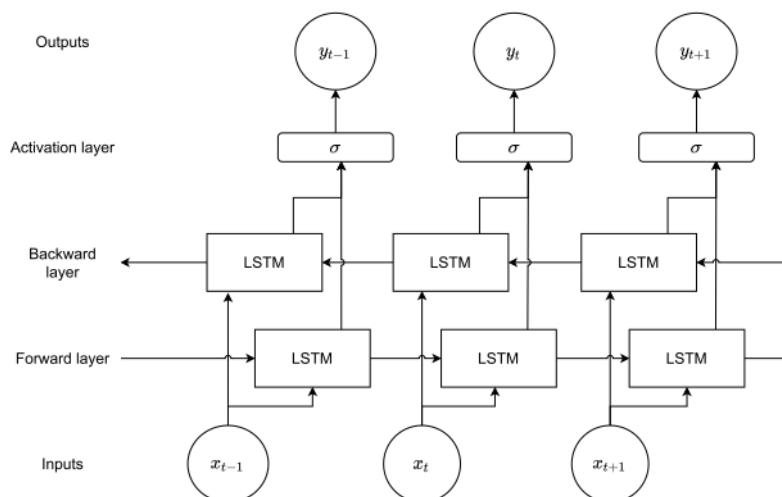 Outputs
y_{t-1}
y_t
y_{t+1}
Activation layer
σ
σ
σ
Backward
layer
LSTM
LSTM
LSTM
Forward layer
LSTM
LSTM
LSTM
Inputs
x_{t-1}
x_t
x_{t+1}